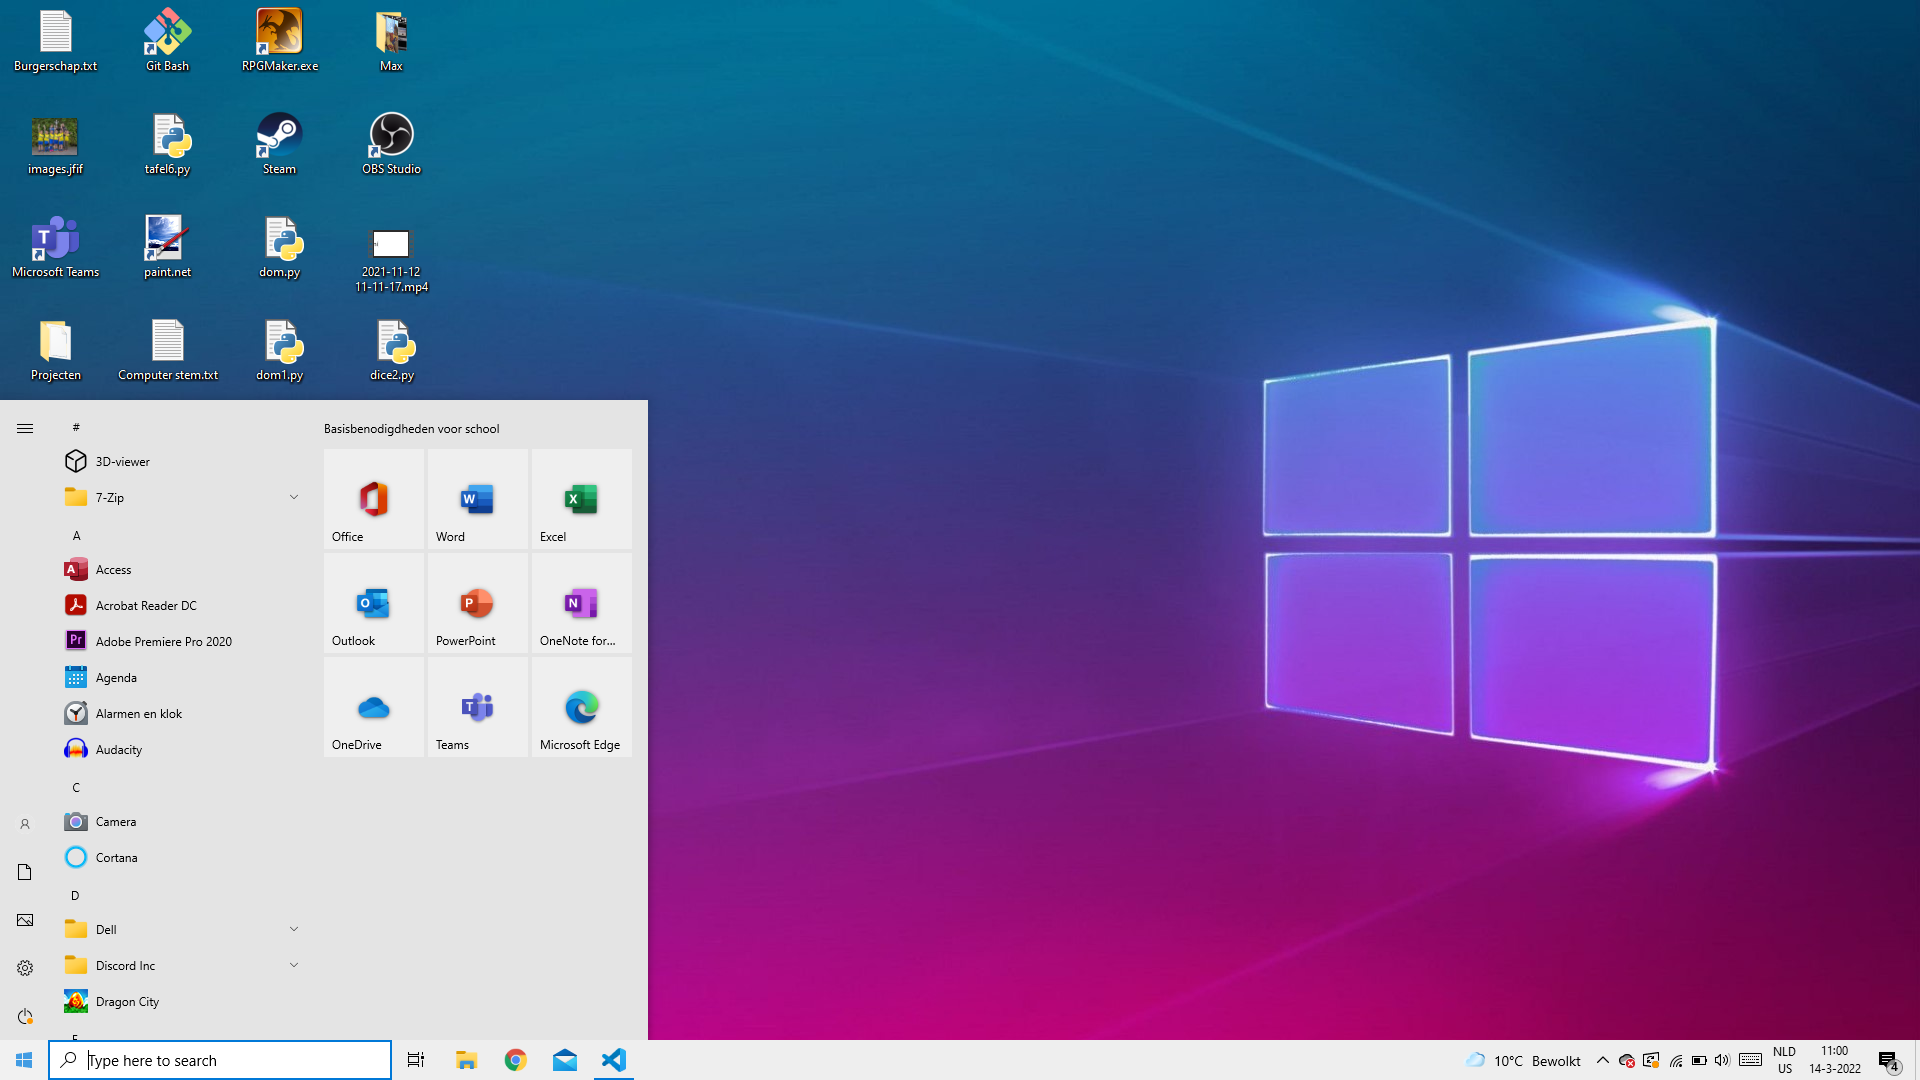 Burgerschap.txt
Git Bash
RPGMaker.exe
Max
images.jfif
tafel6.py
Steam
OBS Studio
Microsoft Teams
paint.net
dom.py
2021-11-12
11-11-17.mp4
Projecten
Computer stem.txt
dom1.py
dice2.py
#
3D-viewer
7-Zip
A
Access
Acrobat Reader DC
Adobe Premiere Pro 2020
Agenda
Alarmen en klok
Audacity
C
Camera
Cortana
D
Dell
Discord Inc
Dragon City
Basisbenodigdheden voor school
Office
Word
Excel
Outlook
PowerPoint
OneNote for...
OneDrive
Teams
Microsoft Edge
Type here to search
10°C Bewolkt
NLD
US
11:00
14-3-2022
4